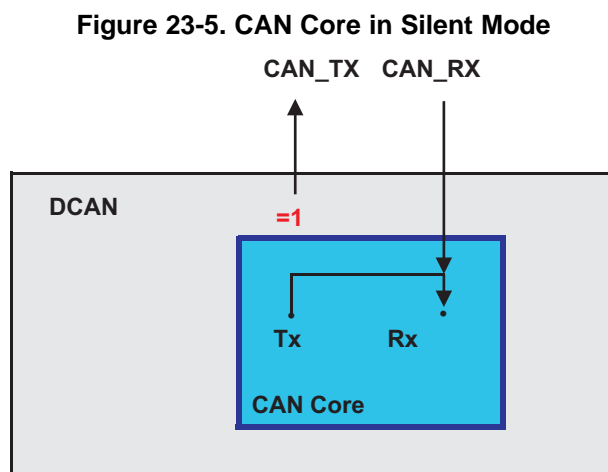 Figure 23-5. CAN Core in Silent Mode
CAN_TX CAN_RX
DCAN
=1
Tx Rx
CAN Core